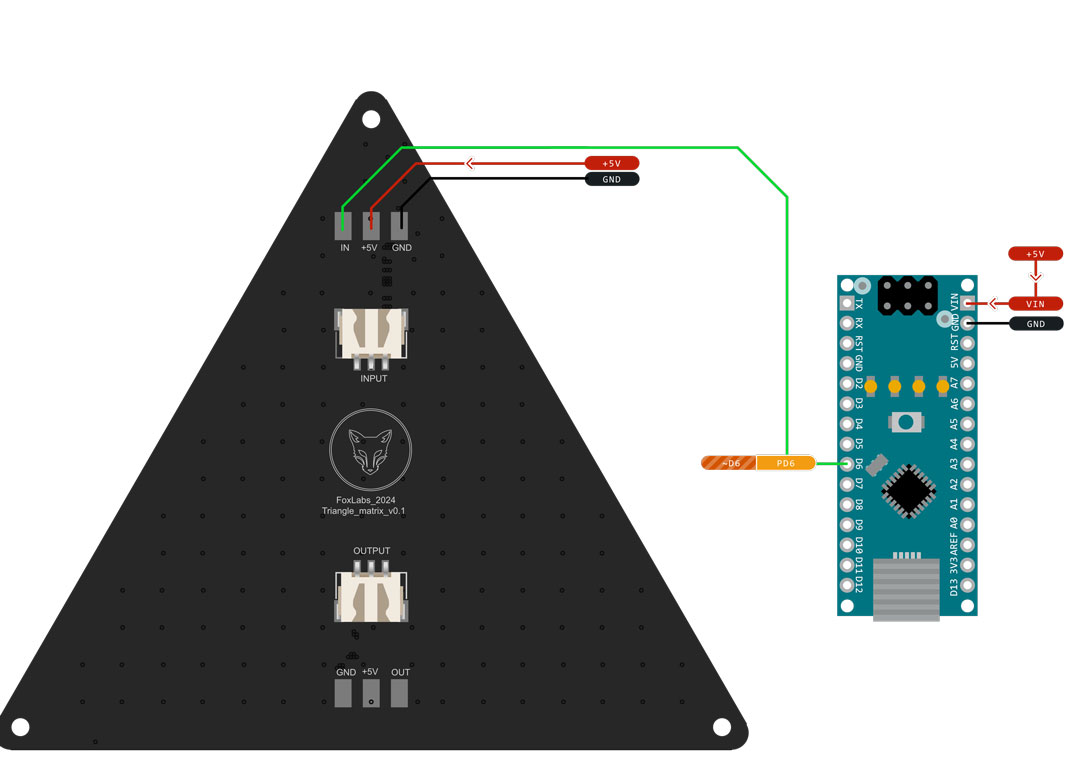 +5V
GND
IN +5V GND
INPUT
FoxLabs_2024
Triangle_matrix_v0.1
OUTPUT
GND +5V OUT
~D6 PD6
+5V
VIN
GND
TX
RX
RST
GND
D2
D3
D4
D5
D6
D7
D8
D9
D10
D11
D12
VIN
GND
RST
5V
A7
A6
A5
A4
A3
A2
A1
A0
AREF
3V3
D13